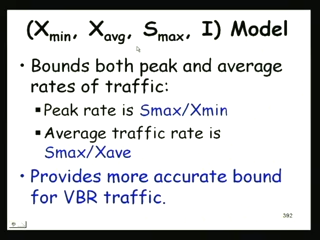 (Xmin, Xavg, Smax, I) Model
• Bounds both peak and average
rates of traffic:
▪ Peak rate is Smax/Xmin
▪ Average traffic rate is
Smax/Xave
• Provides more accurate bound
for VBR traffic.
382